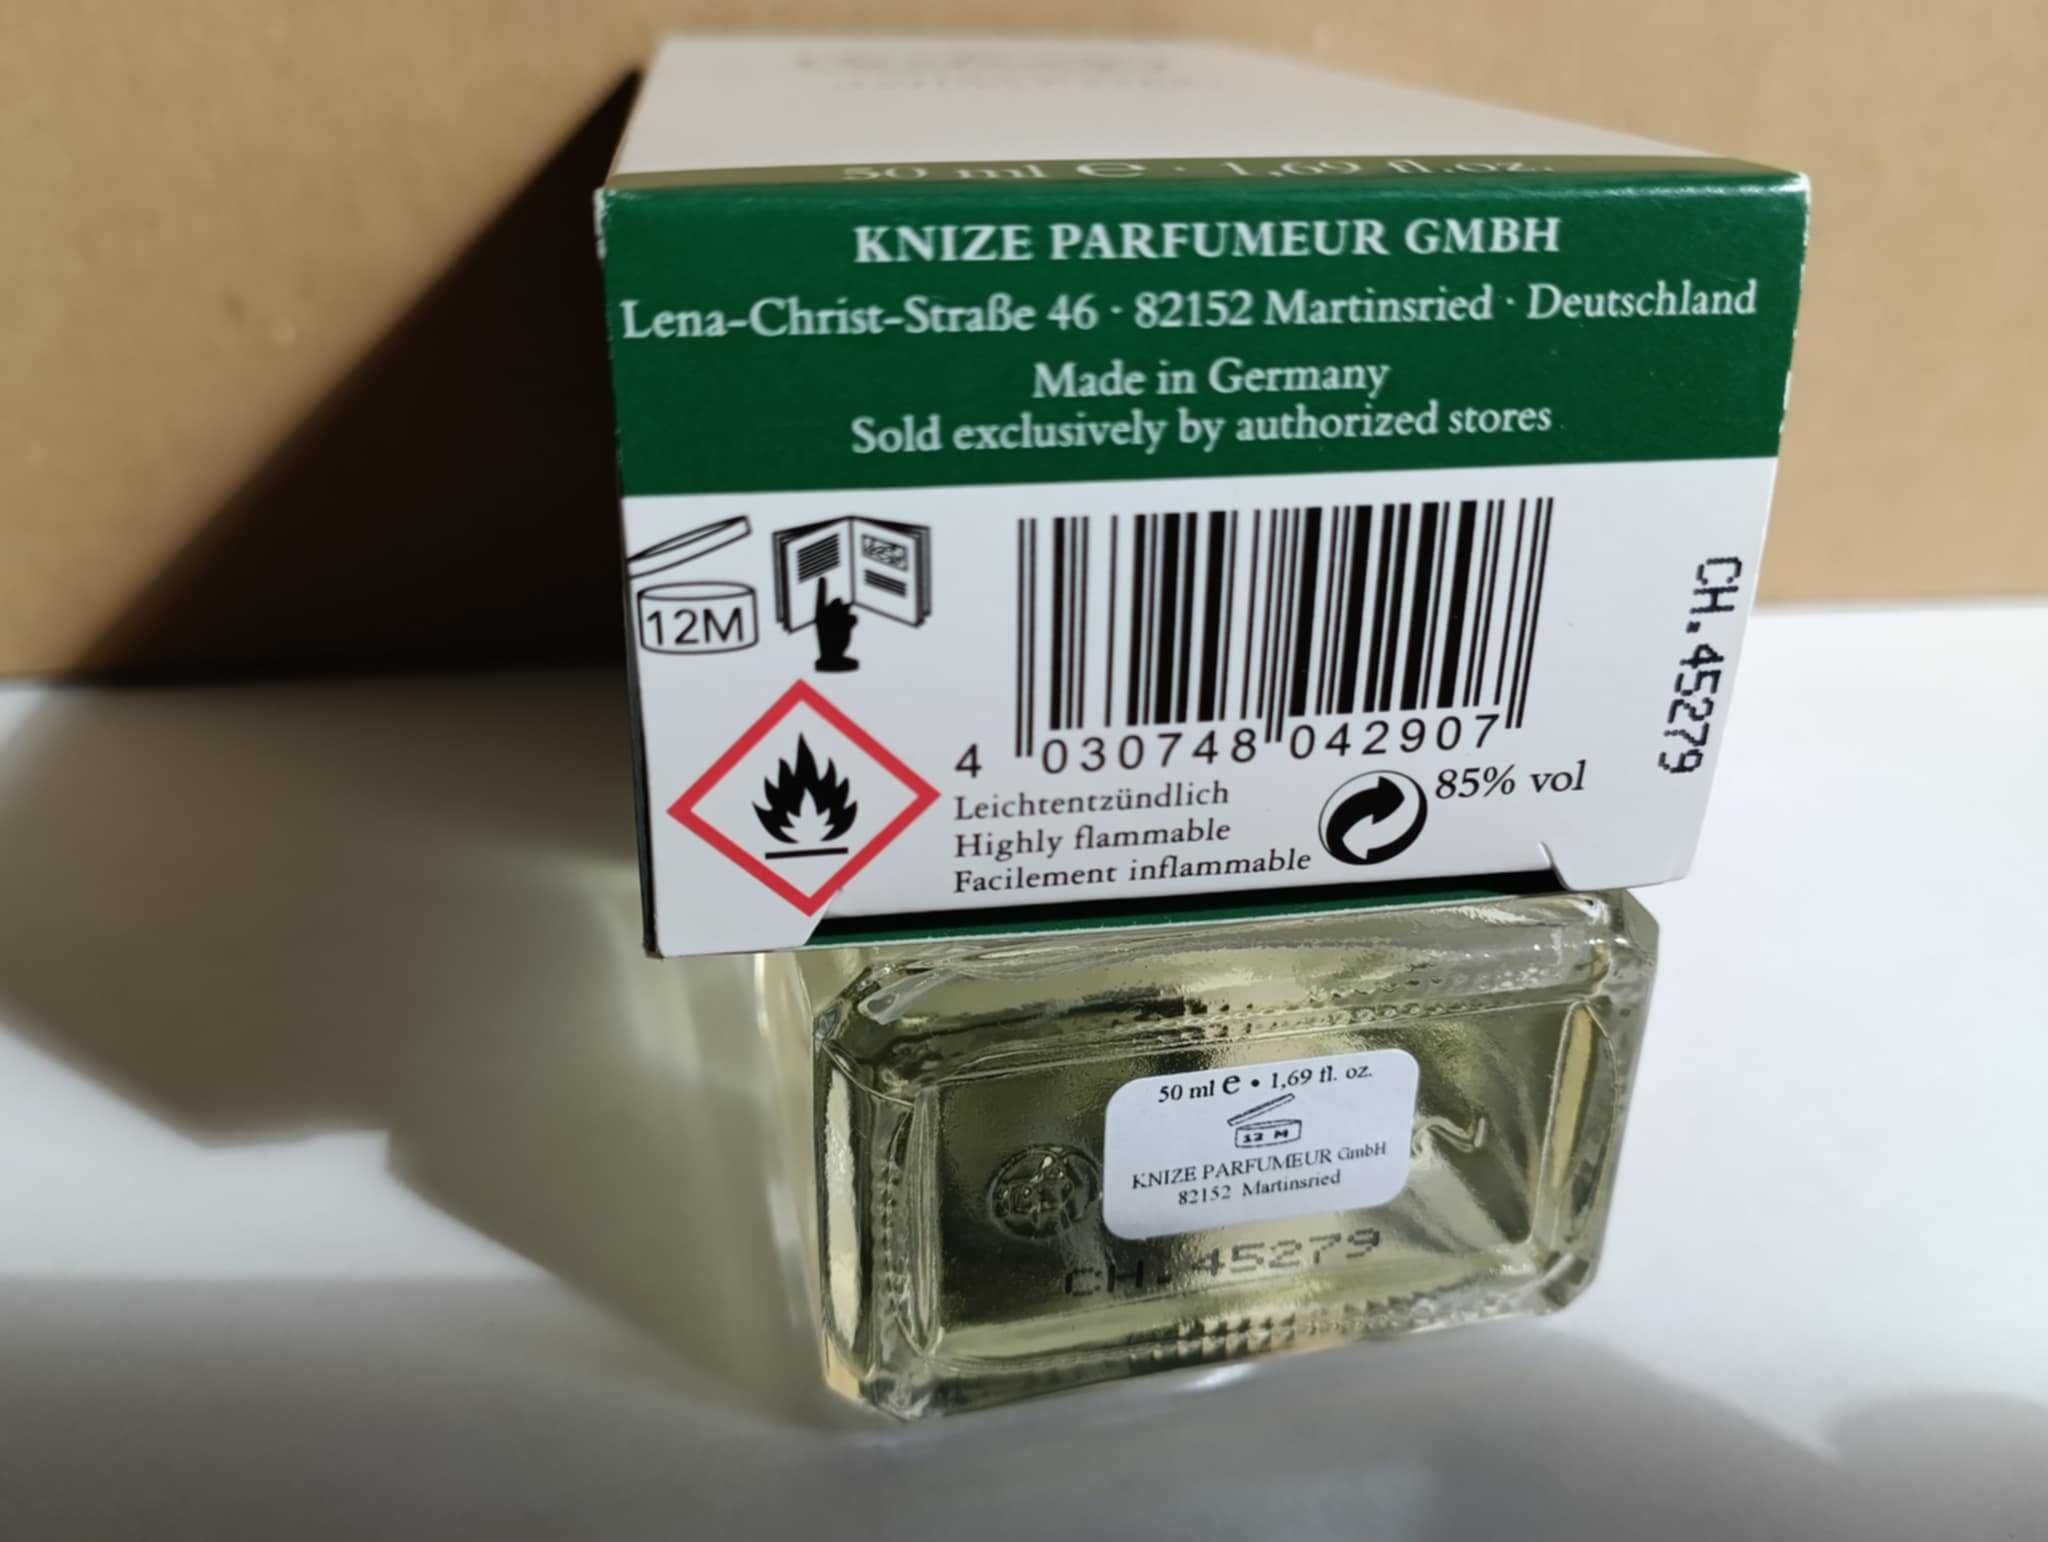 50 ml e · 1,69 fl.oz.
KNIZE PARFUMEUR GMBH
Lena-Christ-Straße 46 · 82152 Martinsried · Deutschland
Made in Germany
Sold exclusively by authorized stores
12M
4 030748 042907
CH.45279
Leichtentzündlich
Highly flammable
Facilement inflammable
85% vol
50 ml e • 1,69 fl. oz.
12 M
KNIZE PARFUMEUR GmbH
82152 Martinsried
CH.45279